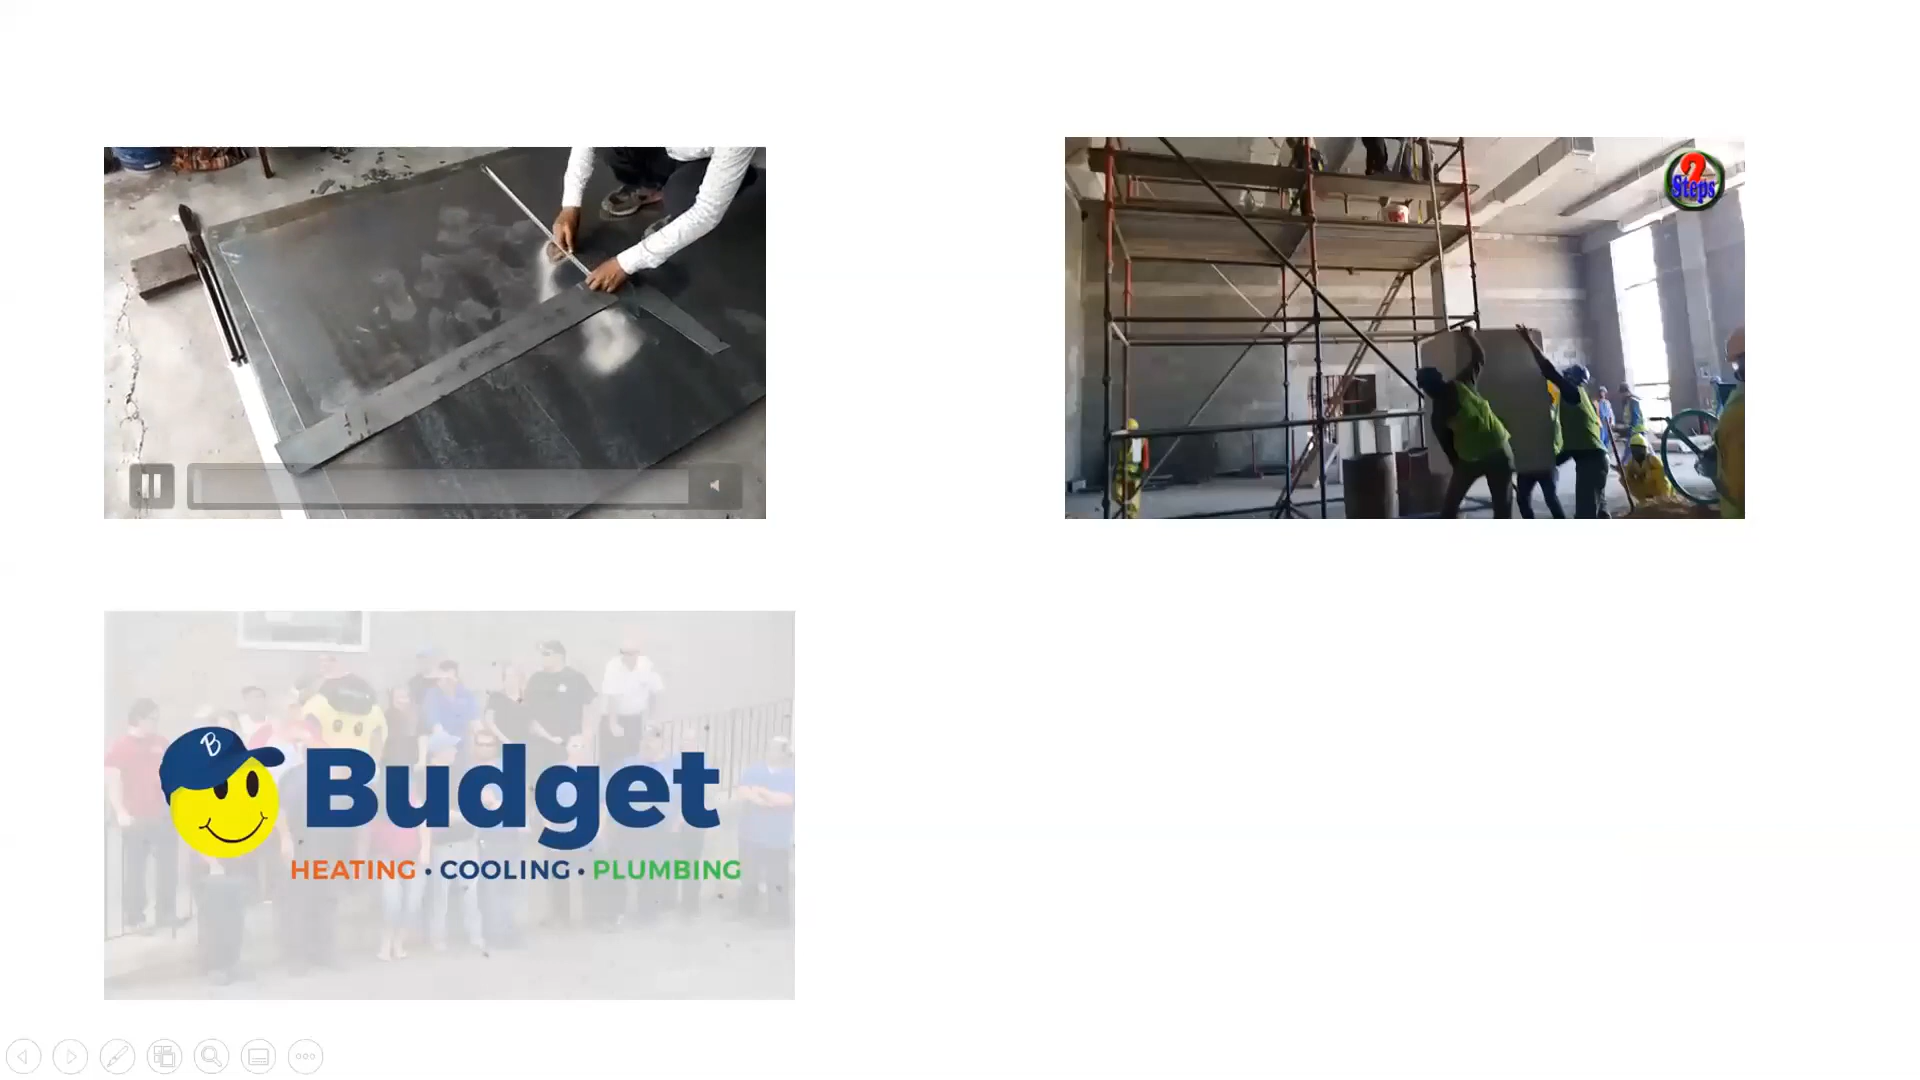 2
Steps
B
Budget
HEATING • COOLING • PLUMBING